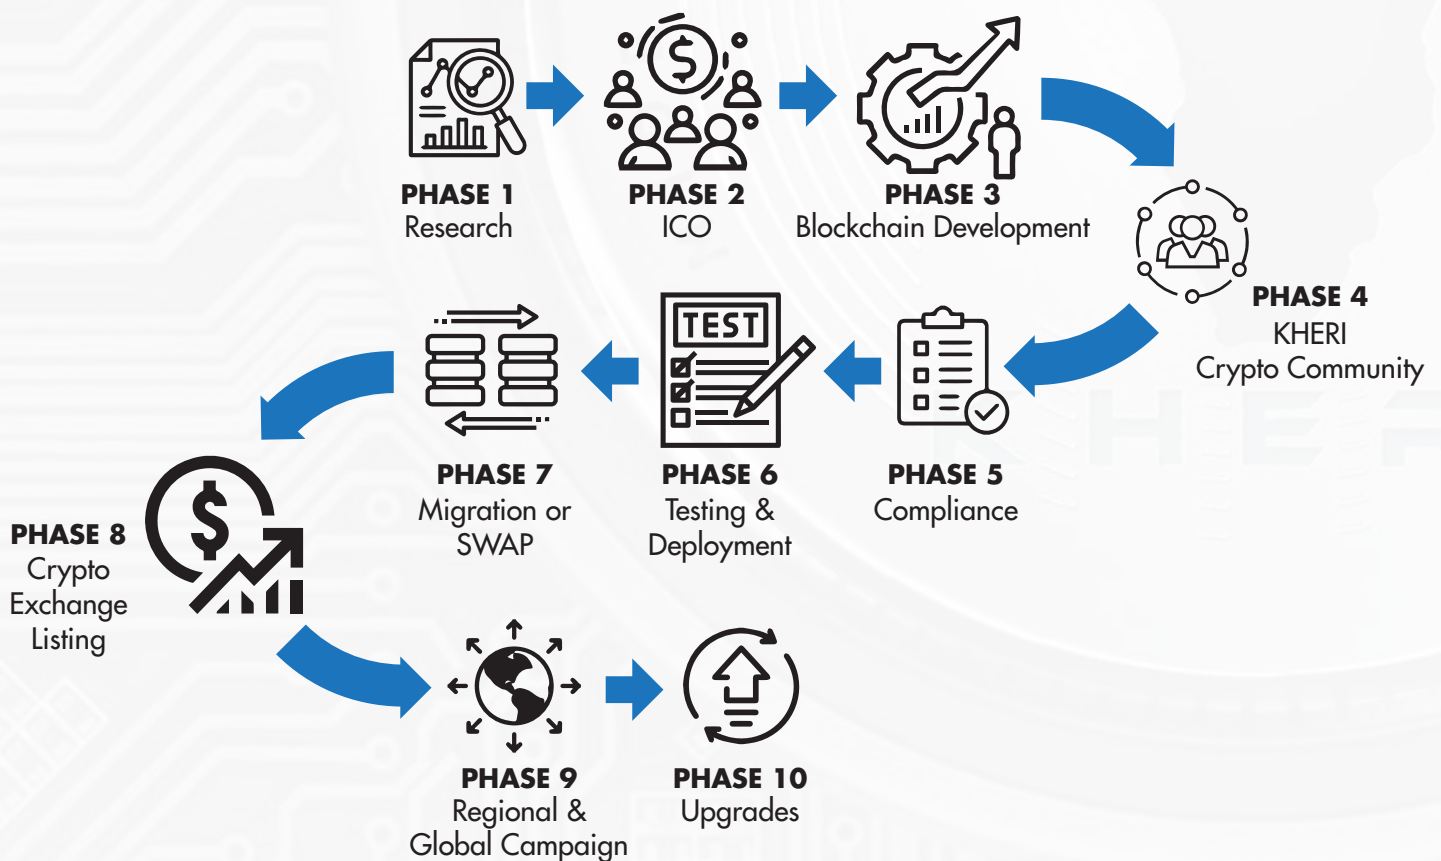 PHASE 1
Research
PHASE 2
ICO
PHASE 3
Blockchain Development
PHASE 4
KHERI
Crypto Community
TEST
PHASE 5
Compliance
PHASE 6
Testing &
Deployment
PHASE 7
Migration or
SWAP
PHASE 8
Crypto
Exchange
Listing
PHASE 9
Regional &
Global Campaign
PHASE 10
Upgrades